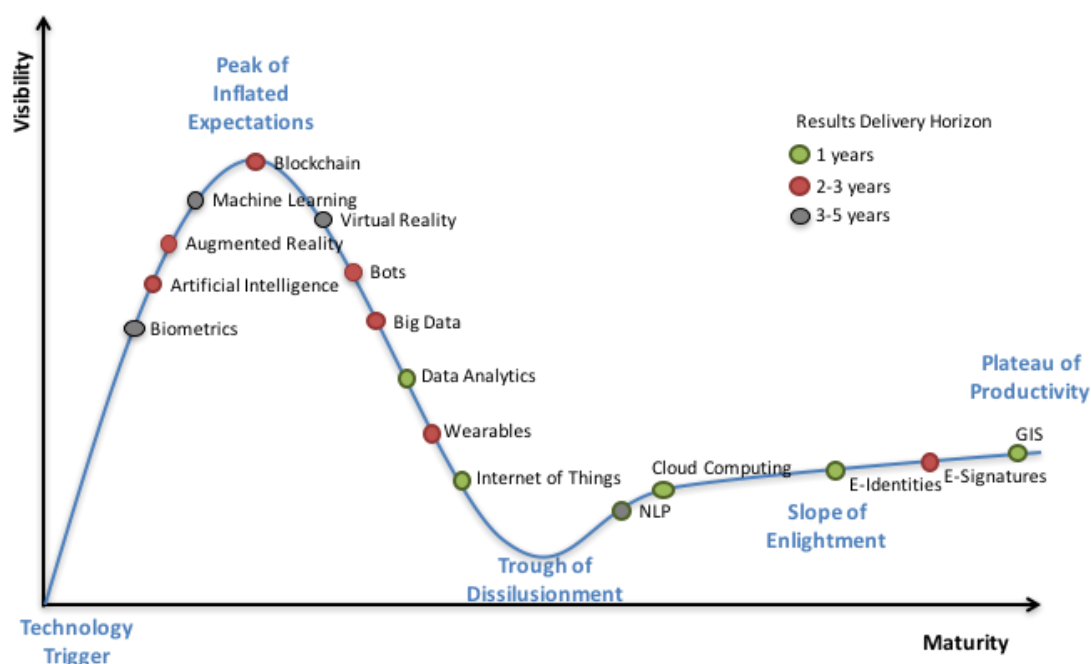 Visibility
Peak of
Inflated
Expectations
Results Delivery Horizon
1 years
2-3 years
3-5 years
Blockchain
Machine Learning
Virtual Reality
Augmented Reality
Bots
Artificial Intelligence
Big Data
Biometrics
Data Analytics
Wearables
Internet of Things
Plateau of
Productivity
GIS
Cloud Computing
E-Identities
E-Signatures
NLP
Slope of
Enlightment
Trough of
Dissilusionment
Technology
Trigger
Maturity